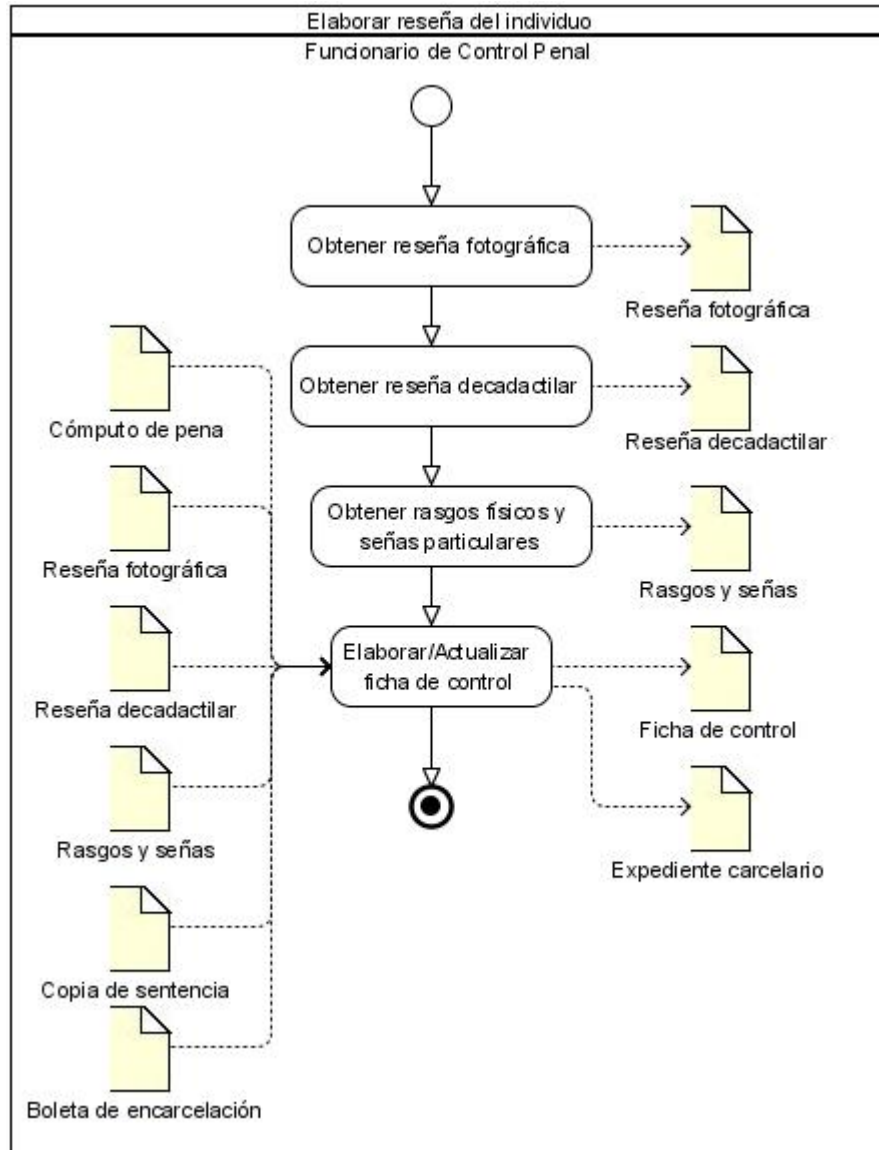 Elaborar reseña del individuo
Funcionario de Control Penal
Obtener reseña fotográfica
Reseña fotográfica
Obtener reseña decadactilar
Cómputo de pena
Reseña decadactilar
Obtener rasgos físicos y
señas particulares
Reseña fotográfica
Rasgos y señas
Elaborar/Actualizar
ficha de control
Reseña decadactilar
Ficha de control
Rasgos y señas
Expediente carcelario
Copia de sentencia
Boleta de encarcelación